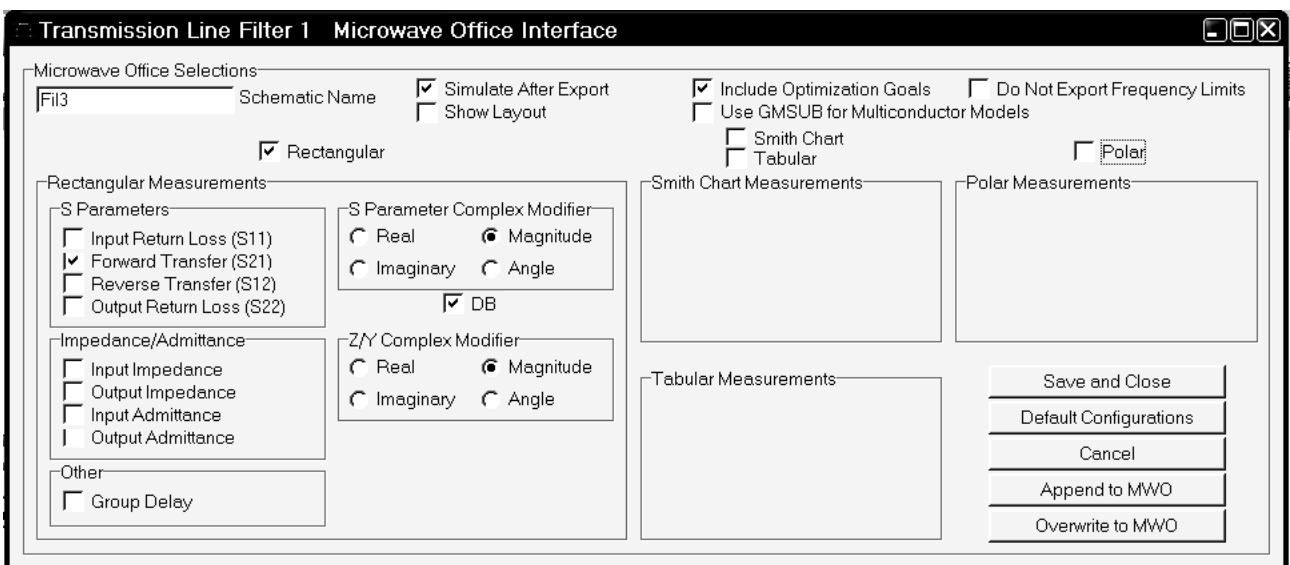 Transmission Line Filter 1 Microwave Office Interface
Microwave Office Selections
Fil3 Schematic Name
Simulate After Export
Show Layout
Include Optimization Goals
Do Not Export Frequency Limits
Use GMSUB for Multiconductor Models
Rectangular
Smith Chart
Tabular
Polar
Rectangular Measurements
S Parameters
Input Return Loss (S11)
Forward Transfer (S21)
Reverse Transfer (S12)
Output Return Loss (S22)
S Parameter Complex Modifier
Real Magnitude
Imaginary Angle
DB
Impedance/Admittance
Input Impedance
Output Impedance
Input Admittance
Output Admittance
Z/Y Complex Modifier
Real Magnitude
Imaginary Angle
Other
Group Delay
Smith Chart Measurements
Polar Measurements
Tabular Measurements
Save and Close
Default Configurations
Cancel
Append to MWO
Overwrite to MWO